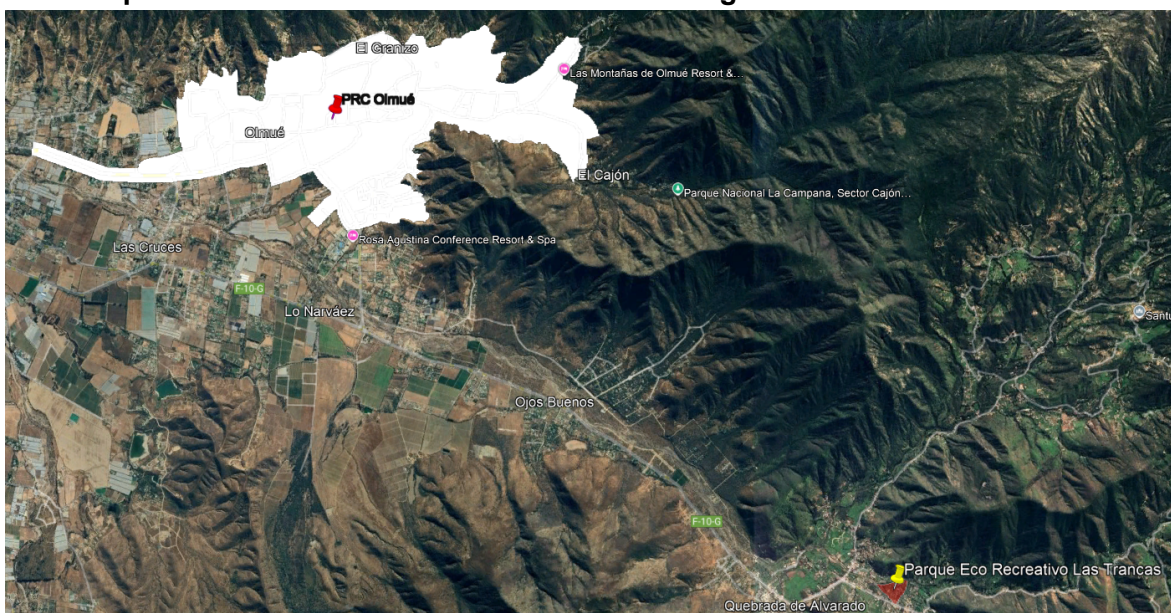 El Granizo
Las Montañas de Olmué Resort &...
PRC Olmué
Olmué
El Cajón
Parque Nacional La Campana, Sector Cajón...
Rosa Agustina Conference Resort & Spa
Las Cruces
F-10-G
Lo Narváez
Santu
Ojos Buenos
F-10-G
Parque Eco Recreativo Las Trancas
Quebrada de Alvarado